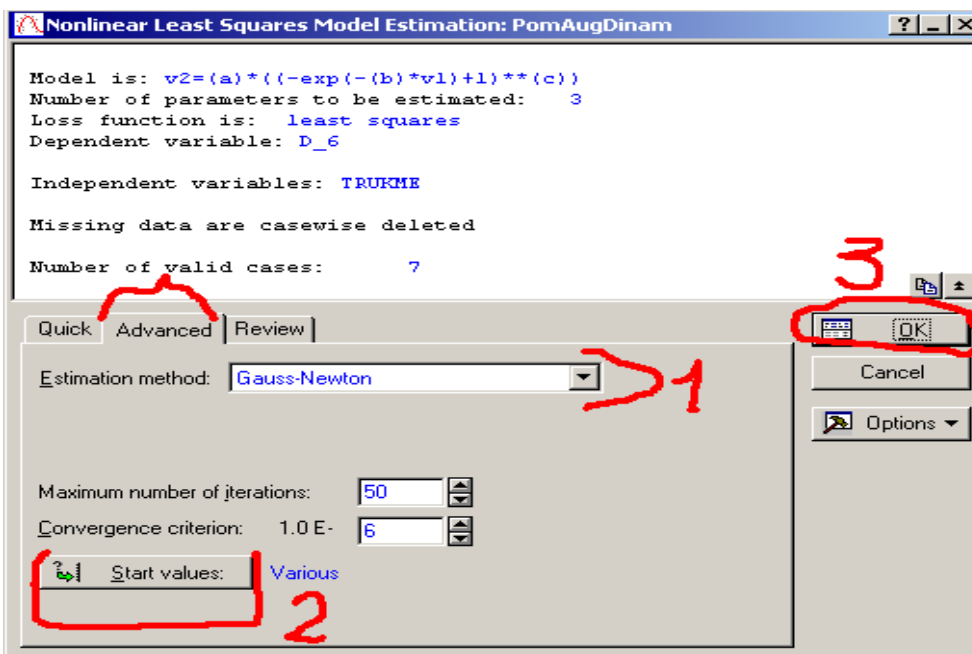 Nonlinear Least Squares Model Estimation: PomAugDinam
Model is: v2=(a)*((-exp(-(b)*v1)+1)**(c))
Number of parameters to be estimated: 3
Loss function is: least squares
Dependent variable: D_6
Independent variables: TRUKME
Missing data are casewise deleted
Number of valid cases: 7
3
Quick Advanced Review
OK
Estimation method: Gauss-Newton
1
Cancel
Options
Maximum number of iterations: 50
Convergence criterion: 1.0 E- 6
Start values: Various
2